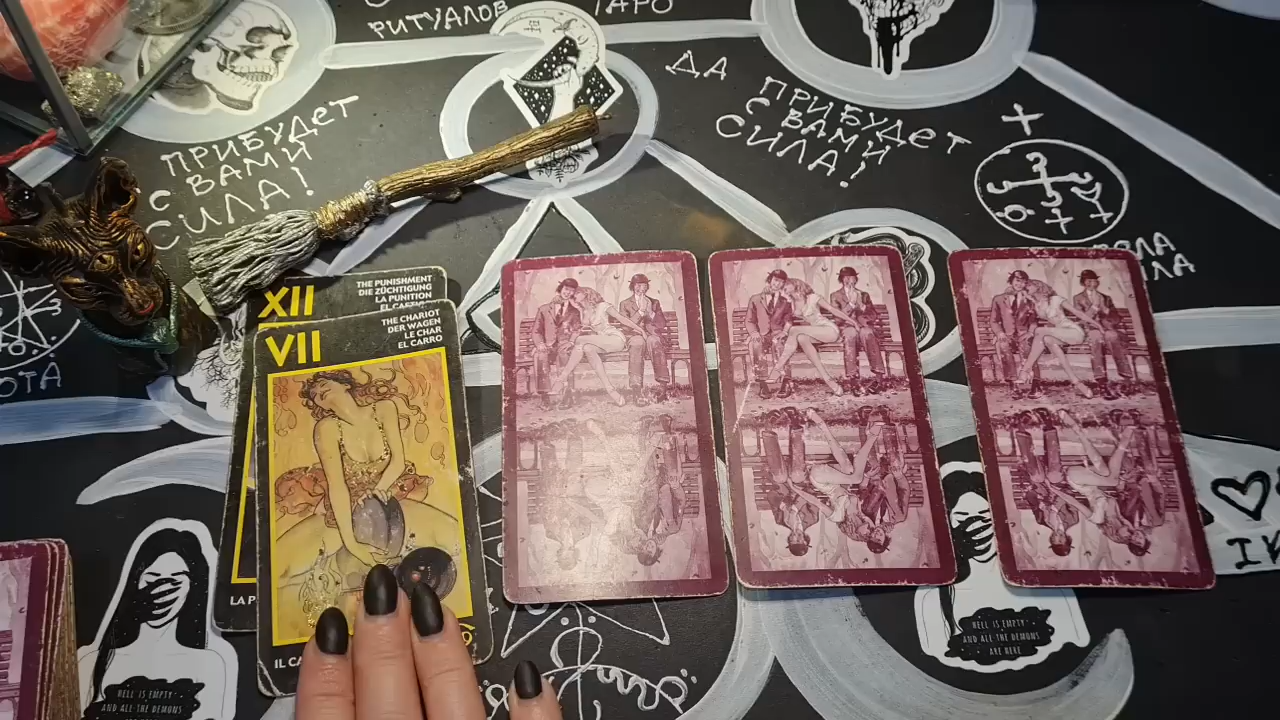 РИТУАЛОВ
ТАРО
ДА
ПРИБУДЕТ
С ВАМИ
СИЛА!
ПРИБУДЕТ
С ВАМИ
СИЛА!
XII
THE PUNISHMENT
DIE ZÜCHTIGUNG
LA PUNITION
VII
THE CHARIOT
DER WAGEN
LE CHAR
EL CARRO
HELL IS EMPTY
AND ALL THE DEMONS
HELL IS EMPTY
AND ALL THE DEMONS
ARE HERE